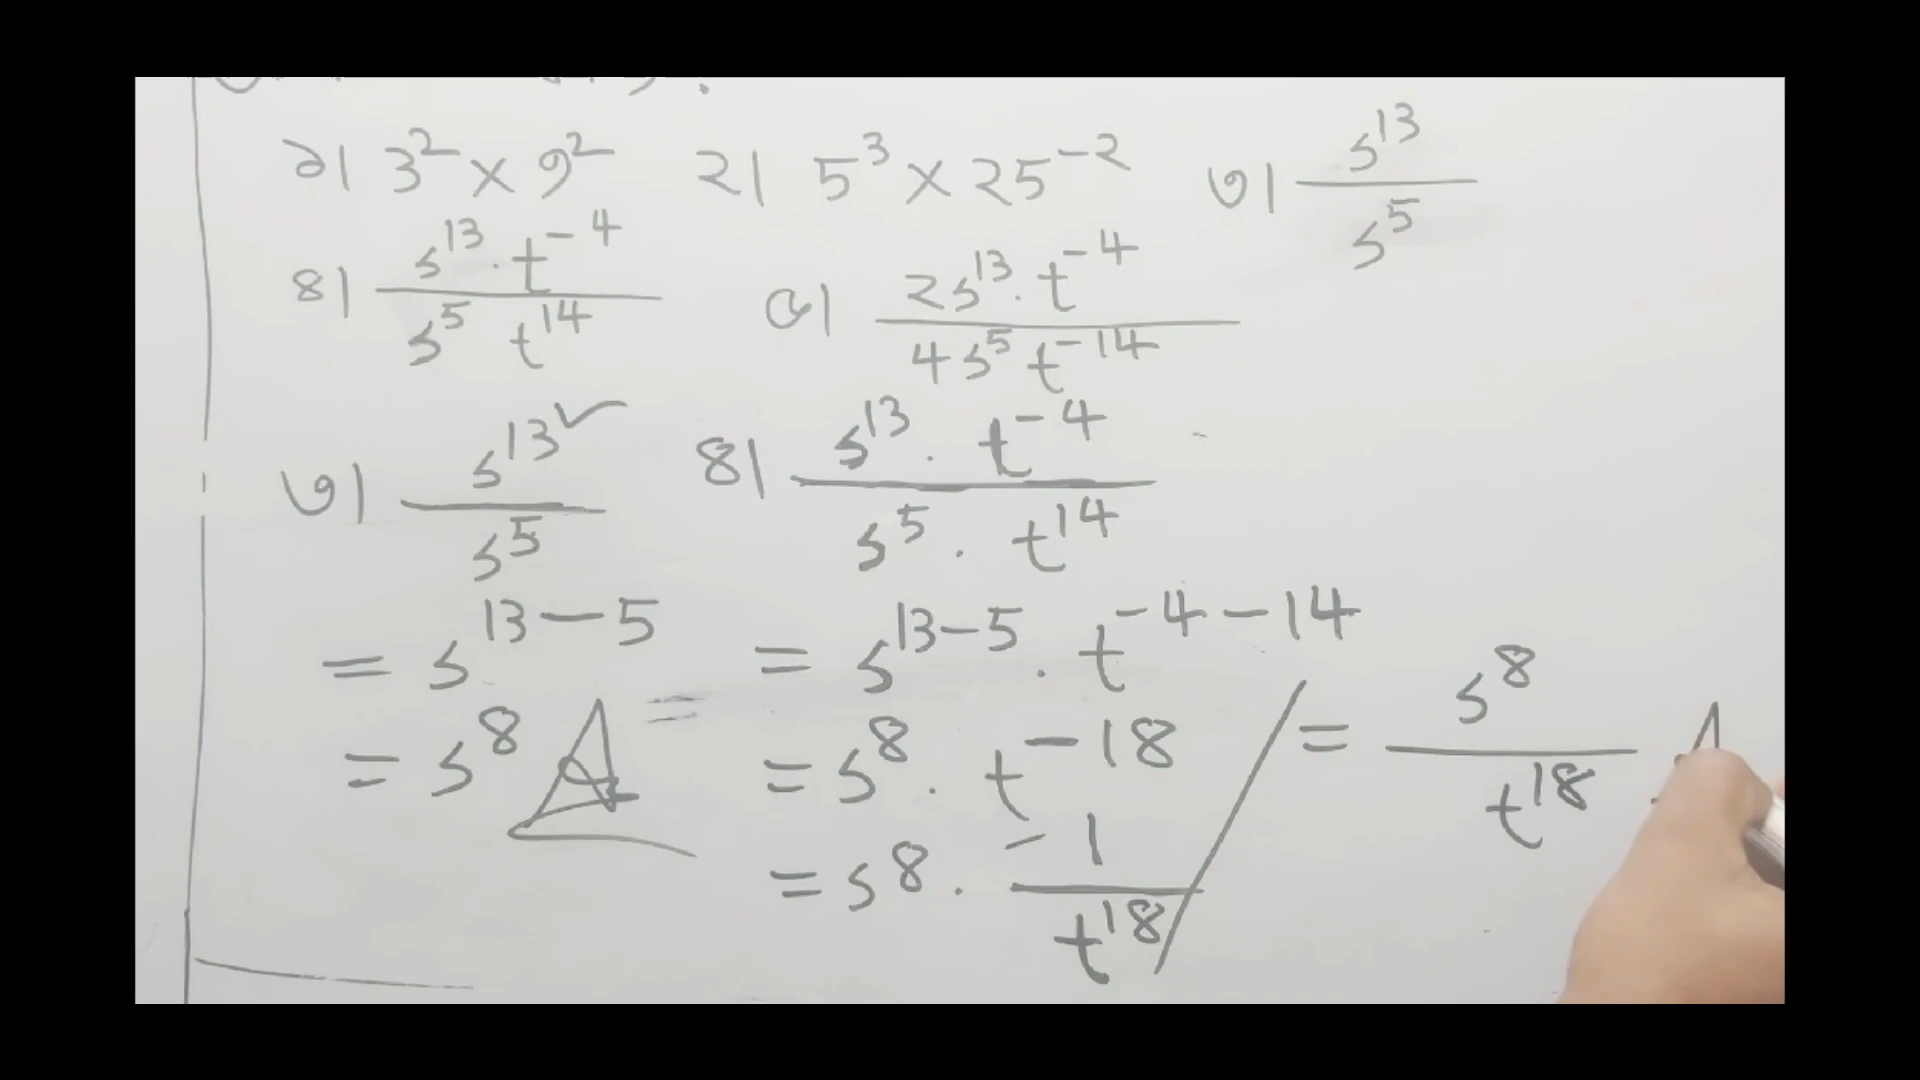 ১। 3² × 9² ২। 5³ × 25⁻² ৩। s¹³ / s⁵
৪। s¹³ · t⁻⁴ / s⁵ t¹⁴ ৫। 2s¹³ · t⁻⁴ / 4s⁵ t⁻¹⁴
৩। s¹³ / s⁵ ৪। s¹³ · t⁻⁴ / s⁵ · t¹⁴
= s¹³⁻⁵ = s¹³⁻⁵ · t⁻⁴⁻¹⁴
= s⁸ = s⁸ · t⁻¹⁸ = s⁸ / t¹⁸
= s⁸ · 1 / t¹⁸